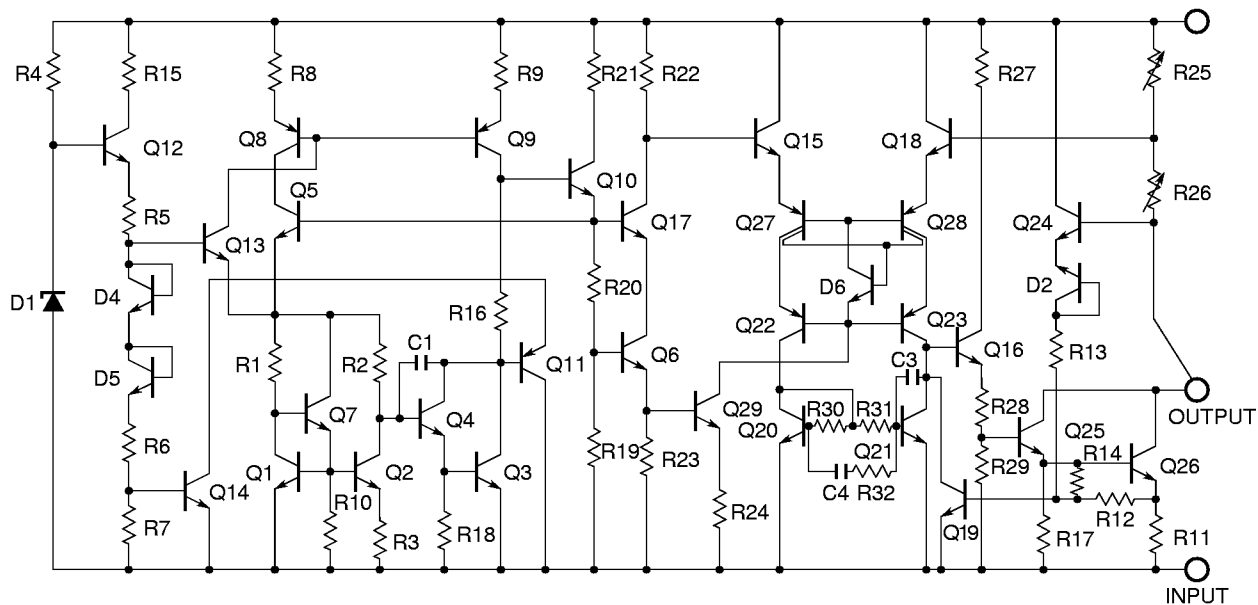 R4 R15 R8 R9 R21 R22 R27 R25
Q12 Q8 Q9 Q15 Q18
Q5 Q10 R26
R5 Q13 Q17 Q27 Q28 Q24
D1 D4 R20 D6 D2
R16 Q22 Q23
C1 Q11 Q6 Q16 R13
D5 R1 R2 C3
Q7 Q4 Q29 R30 R31 R28 OUTPUT
R6 Q20 Q21 Q25
R19 R23 R14
Q14 Q1 Q2 Q3 C4 R32 R29 Q26
R10 R24 R12
R7 R3 R18 Q19 R17 R11
INPUT